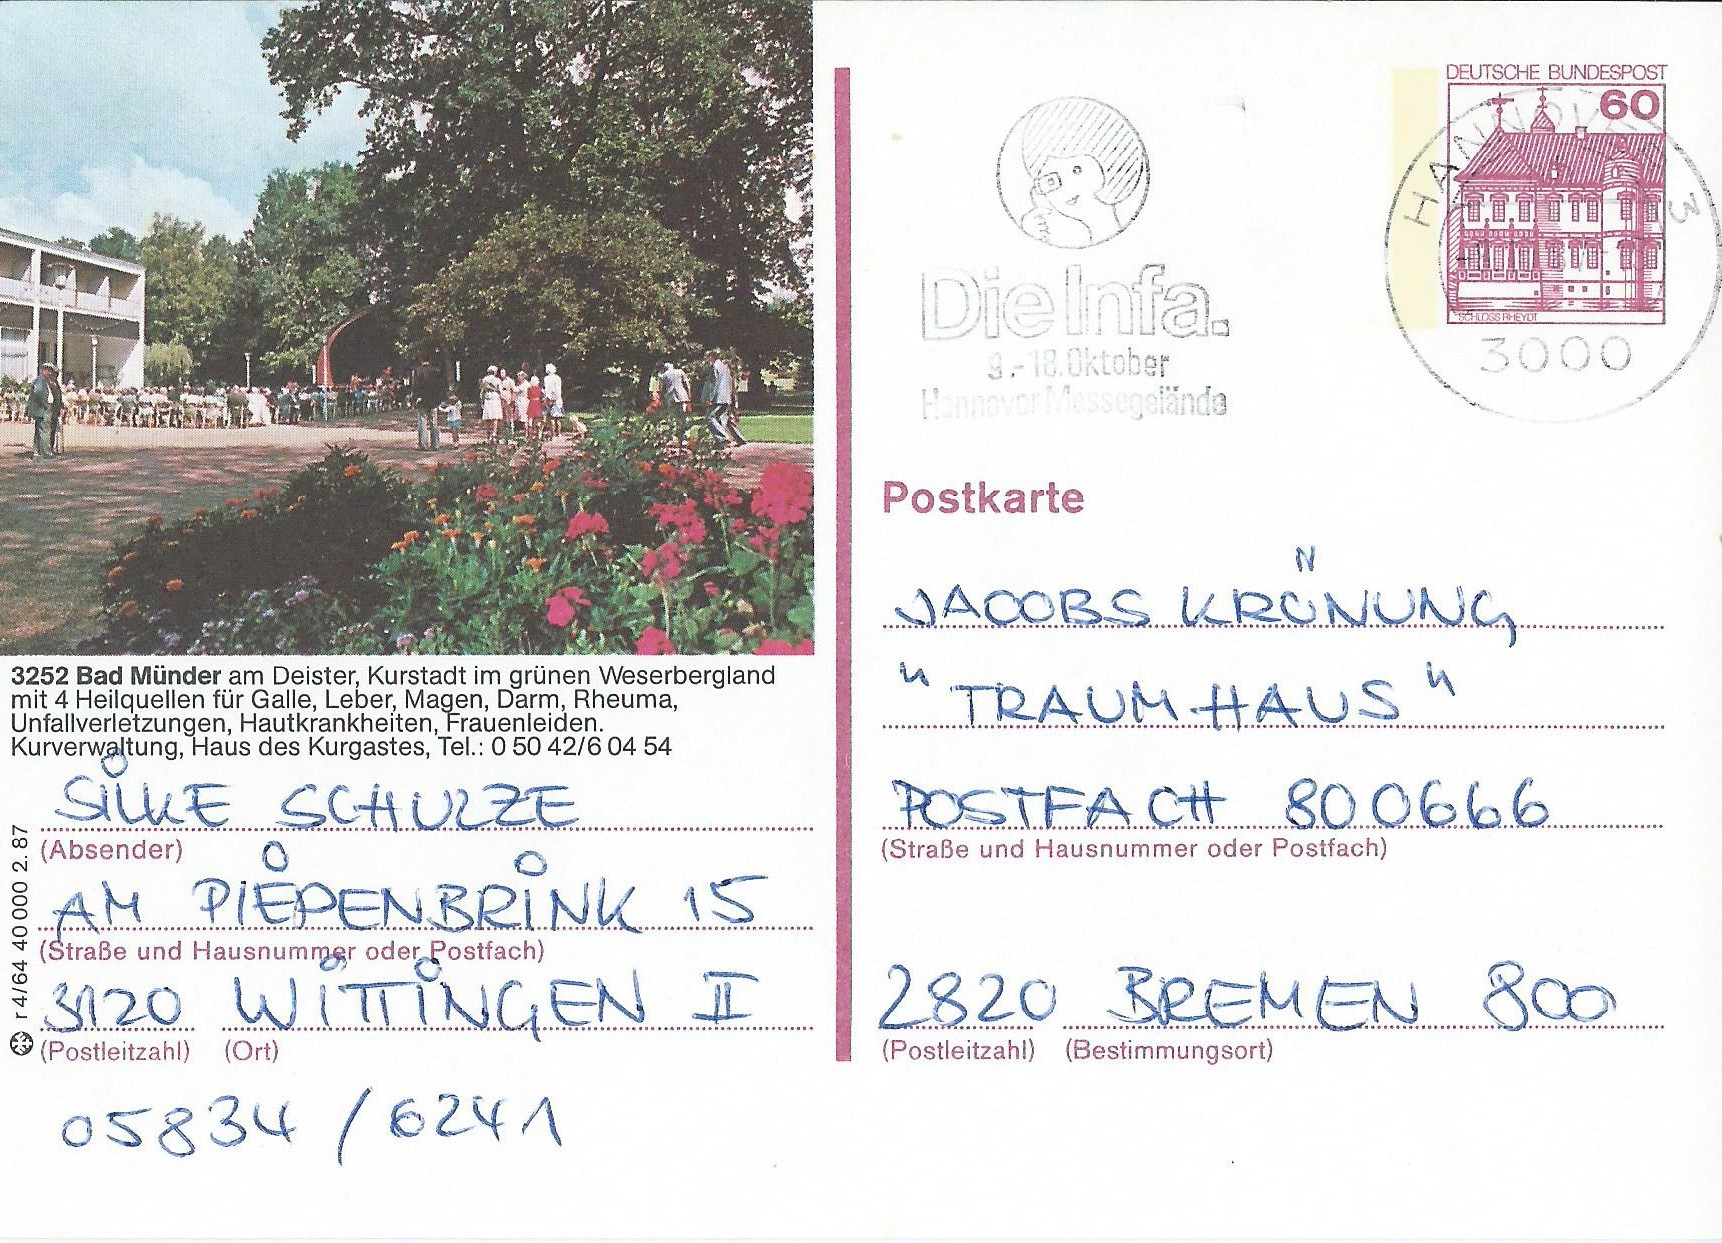 3252 Bad Münder am Deister, Kurstadt im grünen Weserbergland
mit 4 Heilquellen für Galle, Leber, Magen, Darm, Rheuma,
Unfallverletzungen, Hautkrankheiten, Frauenleiden.
Kurverwaltung, Haus des Kurgastes, Tel.: 0 50 42/6 04 54
SILKE SCHULZE
(Absender)
AM PIEPENBRINK 15
(Straße und Hausnummer oder Postfach)
3120 WITTINGEN II
(Postleitzahl) (Ort)
05834 / 6241
r 4/64 40 000 2. 87
Die Infa.
9.-18. Oktober
Hannover-Messegelände
DEUTSCHE BUNDESPOST
60
SCHLOSS RHEYDT
HANNOVER 3
3000
Postkarte
JACOBS KRÖNUNG
"TRAUMHAUS"
POSTFACH 800666
(Straße und Hausnummer oder Postfach)
2820 BREMEN 800
(Postleitzahl) (Bestimmungsort)